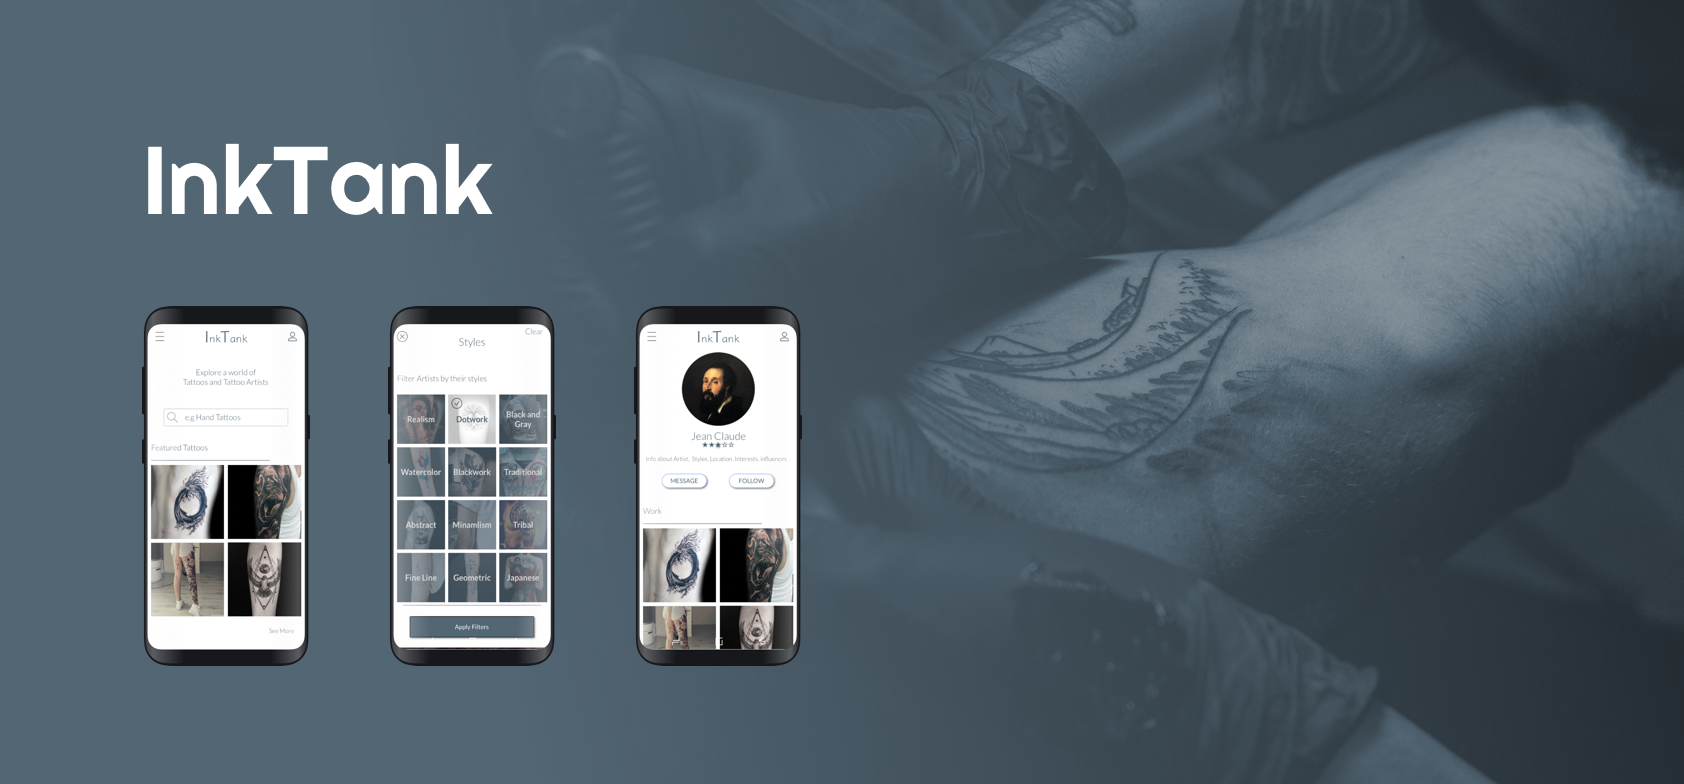 InkTank
InkTank
Explore a world of
Tattoos and Tattoo Artists
e.g Hand Tattoos
Featured Tattoos
See More
Clear
Styles
Filter Artists by their styles
Realism
Dotwork
Black and
Gray
Watercolor
Blackwork
Traditional
Abstract
Minamlism
Tribal
Fine Line
Geometric
Japanese
Apply Filters
InkTank
Jean Claude
Info about Artist, Styles, Location, Interests, influences
MESSAGE
FOLLOW
Work